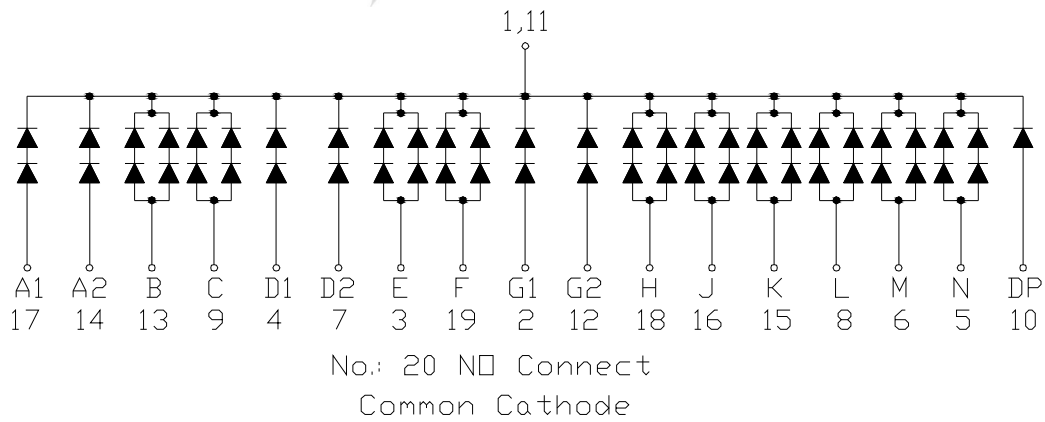 1,11
A1 A2 B C D1 D2 E F G1 G2 H J K L M N DP
17 14 13 9 4 7 3 19 2 12 18 16 15 8 6 5 10
No.: 20 NO Connect
Common Cathode